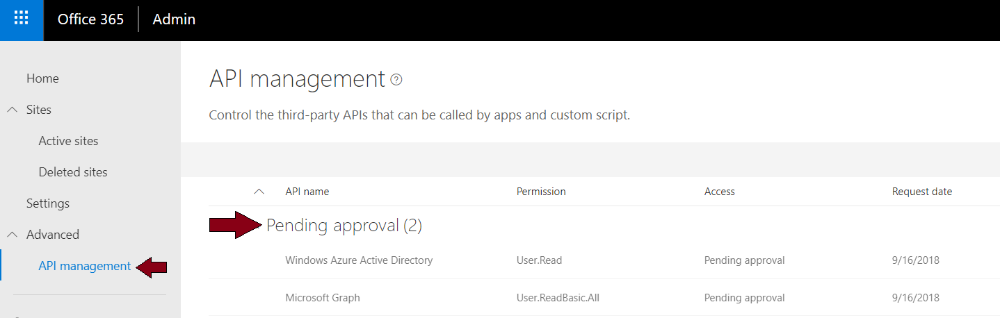 Office 365 Admin
Home
Sites
Active sites
Deleted sites
Settings
Advanced
API management
API management ?
Control the third-party APIs that can be called by apps and custom script.
API name Permission Access Request date
Pending approval (2)
Windows Azure Active Directory User.Read Pending approval 9/16/2018
Microsoft Graph User.ReadBasic.All Pending approval 9/16/2018